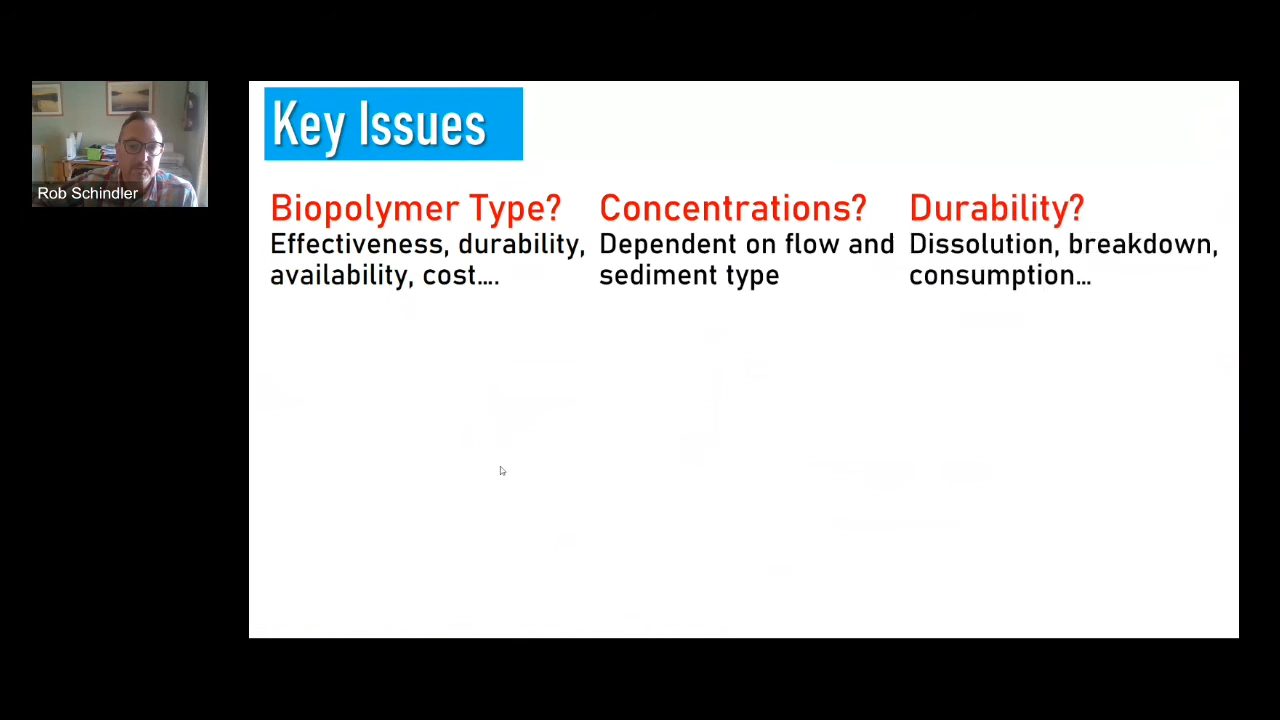 Key Issues
Rob Schindler
Biopolymer Type?
Effectiveness, durability,
availability, cost....
Concentrations?
Dependent on flow and
sediment type
Durability?
Dissolution, breakdown,
consumption...